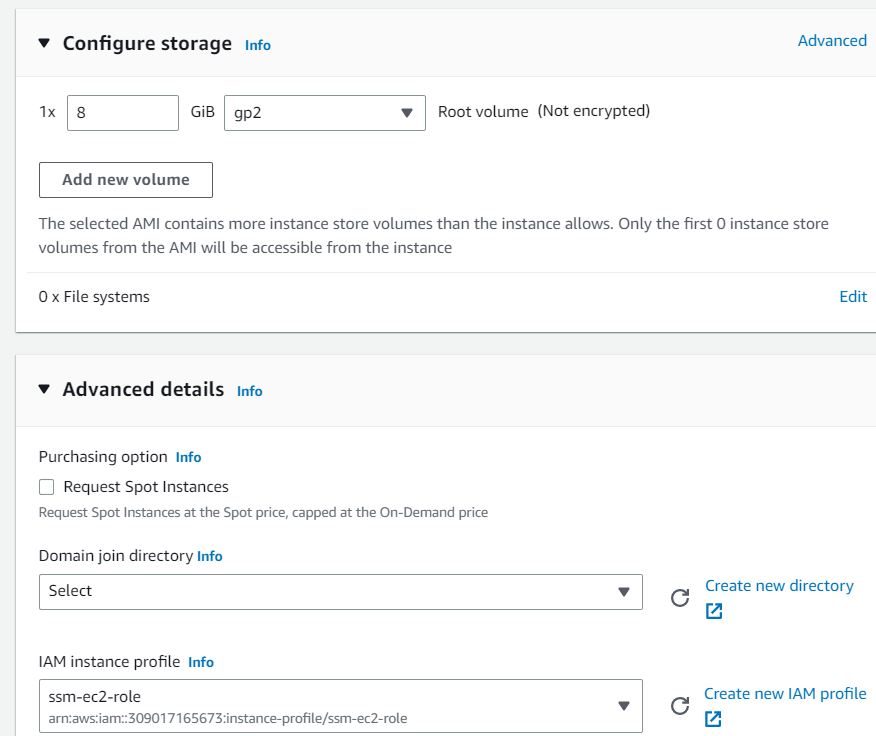 Configure storage Info Advanced
1x 8 GiB gp2 Root volume (Not encrypted)
Add new volume
The selected AMI contains more instance store volumes than the instance allows. Only the first 0 instance store
volumes from the AMI will be accessible from the instance
0 x File systems Edit
Advanced details Info
Purchasing option Info
Request Spot Instances
Request Spot Instances at the Spot price, capped at the On-Demand price
Domain join directory Info
Select Create new directory
IAM instance profile Info
ssm-ec2-role Create new IAM profile
arn:aws:iam::309017165673:instance-profile/ssm-ec2-role